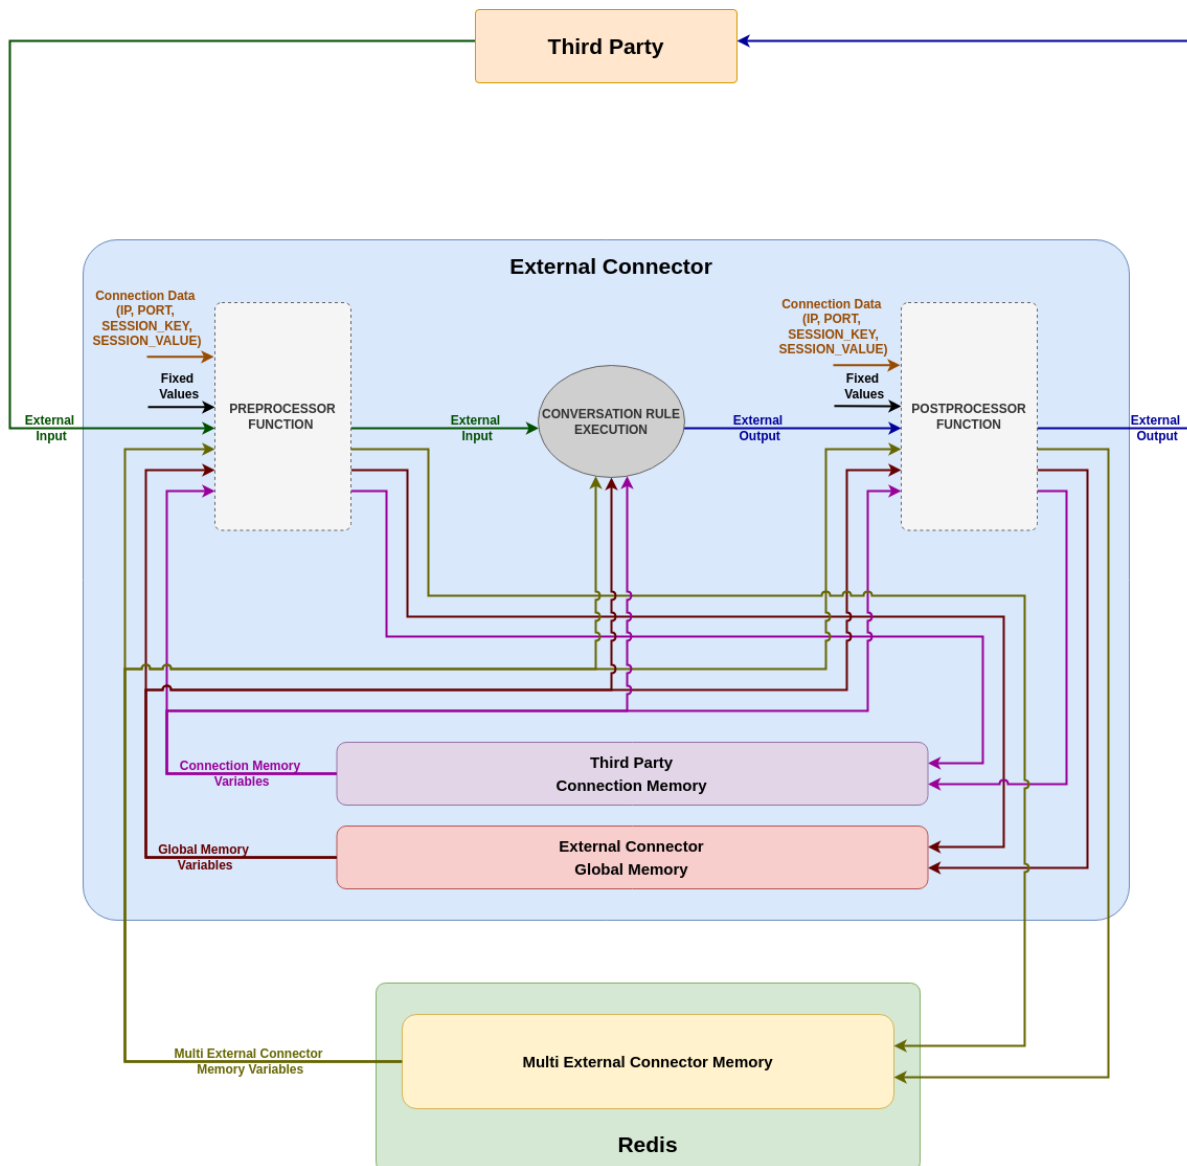 Third Party
External Connector
Connection Data
(IP, PORT,
SESSION_KEY,
SESSION_VALUE)
Fixed
Values
External
Input
PREPROCESSOR
FUNCTION
External
Input
CONVERSATION RULE
EXECUTION
External
Output
Connection Data
(IP, PORT,
SESSION_KEY,
SESSION_VALUE)
Fixed
Values
POSTPROCESSOR
FUNCTION
External
Output
Connection Memory
Variables
Third Party
Connection Memory
Global Memory
Variables
External Connector
Global Memory
Multi External Connector
Memory Variables
Multi External Connector Memory
Redis